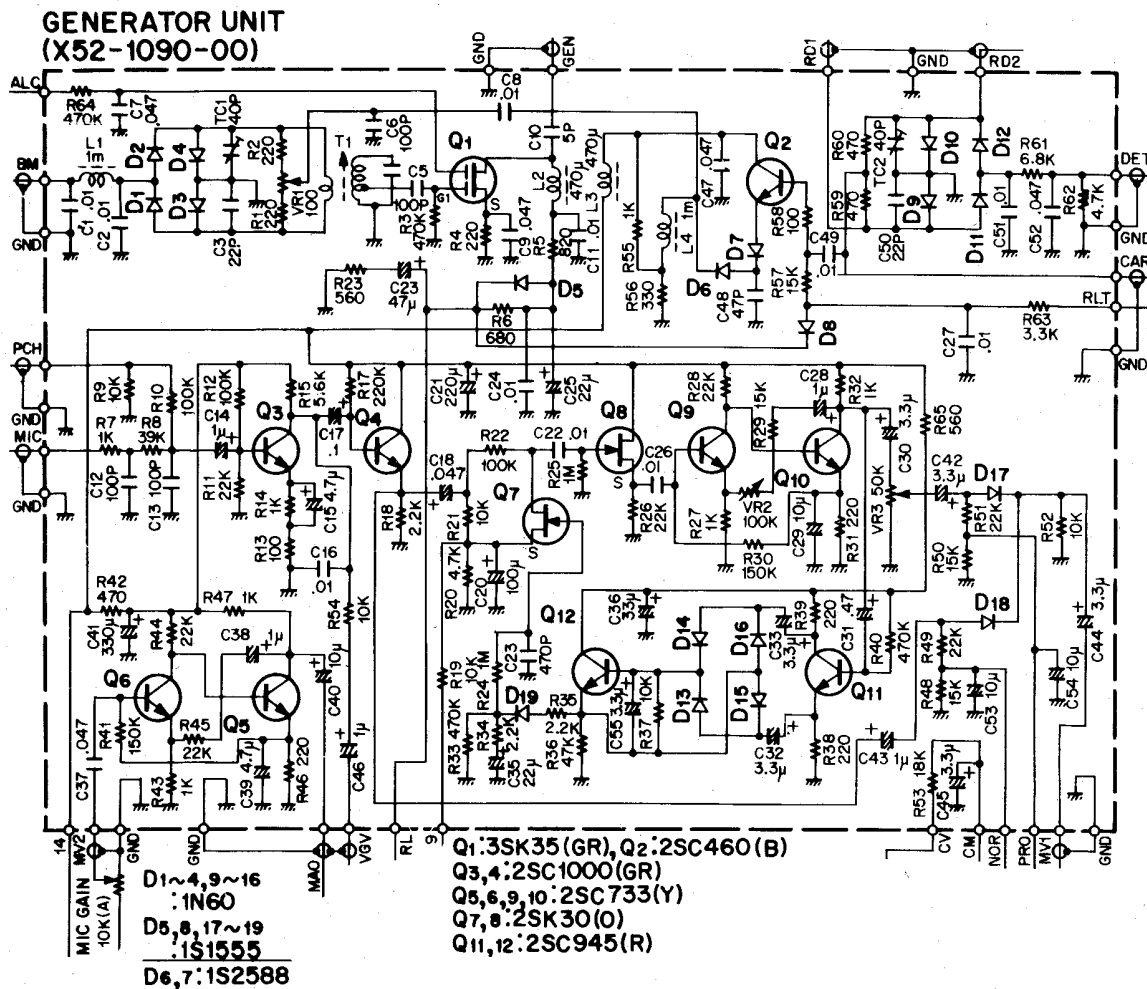 GENERATOR UNIT
(X52-1090-00)
GND
GEN
RD1
GND
RD2
ALC
R64
470K
C7
.047
TC1
40P
R2
220
C6
100P
C8
.01
C10
5P
Q1
Q2
R60
470
TC2 40P
D10
D12
R61
6.8K
DET
BM
L1
1m
D2
D4
T1
C5
100P
L2
470μ
470μ
L3
C47 .047
D1
D3
VR1
100
R3
470K
G1
S
R4
220
C9 .047
R5
820
C11 .01
R55
1K
L4
1m
D7
R58
100
C49
.01
R59
470
D9
D11
C51 .01
C52 .047
R62
4.7K
GND
C1 .01
C2 .01
C3
22P
R1
220
C50
22P
GND
CAR
R23
560
C23
47μ
D5
R56
330
D6
C48
47P
R57
15K
RLT
R6
680
D8
C27
.01
R63
3.3K
GND
PCH
R9
10K
R10
100K
R12
100K
R15
5.6K
R17
220K
C21
220μ
C24
.01
C25
22μ
R28
22K
15K
R29
C28
1μ
R32
1K
3.3μ
C30
R65
560
GND
MIC
R7
1K
R8
39K
C14
1μ
Q3
C17
.1
Q4
Q8
Q9
R22
100K
C22 .01
C26
.01
Q10
C42
3.3μ
D17
GND
C12
100P
C13 100P
R11
22K
R14
1K
C15 4.7μ
R18
2.2K
C18
.047
Q7
R25
1M
S
R26
22K
R27
1K
VR2
100K
C29 10μ
R31 220
VR3 50K
R51
22K
R52
10K
R13
100
C16
.01
R21
10K
S
R20
4.7K
C20
100μ
R30
150K
R50
15K
R42
470
R47 1K
R54
10K
Q12
C36
33μ
D14
D16
C33
3.3μ
R39
220
C31 .47
R40
470K
D18
3.3μ
C44
C41
330μ
R44
22K
C38
1μ
10μ
C40
R19
10K
R24
1M
C23
470P
R49
22K
Q6
Q5
D19
R35
2.2K
C55 3.3μ
R37
10K
D13
D15
Q11
R48
15K
C53
10μ
C54 10μ
.047
C37
R41
150K
R45
22K
R43
1K
C39 4.7μ
R46
220
1μ
C46
R33 470K
R34
2.2K
C35
22μ
R36
47K
C32
3.3μ
R38
220
C43 1μ
R53 18K
C45
3.3μ
14
MV2
GND
GND
MAO
VGV
RL
9
CV
CM
NOR
PRO
MV1
GND
MIC GAIN
10K(A)
D1~4, 9~16
:1N60
D5,8,17~19
:1S1555
D6,7:1S2588
Q1:3SK35(GR), Q2:2SC460(B)
Q3,4:2SC1000(GR)
Q5,6,9,10:2SC733(Y)
Q7,8:2SK30(O)
Q11,12:2SC945(R)